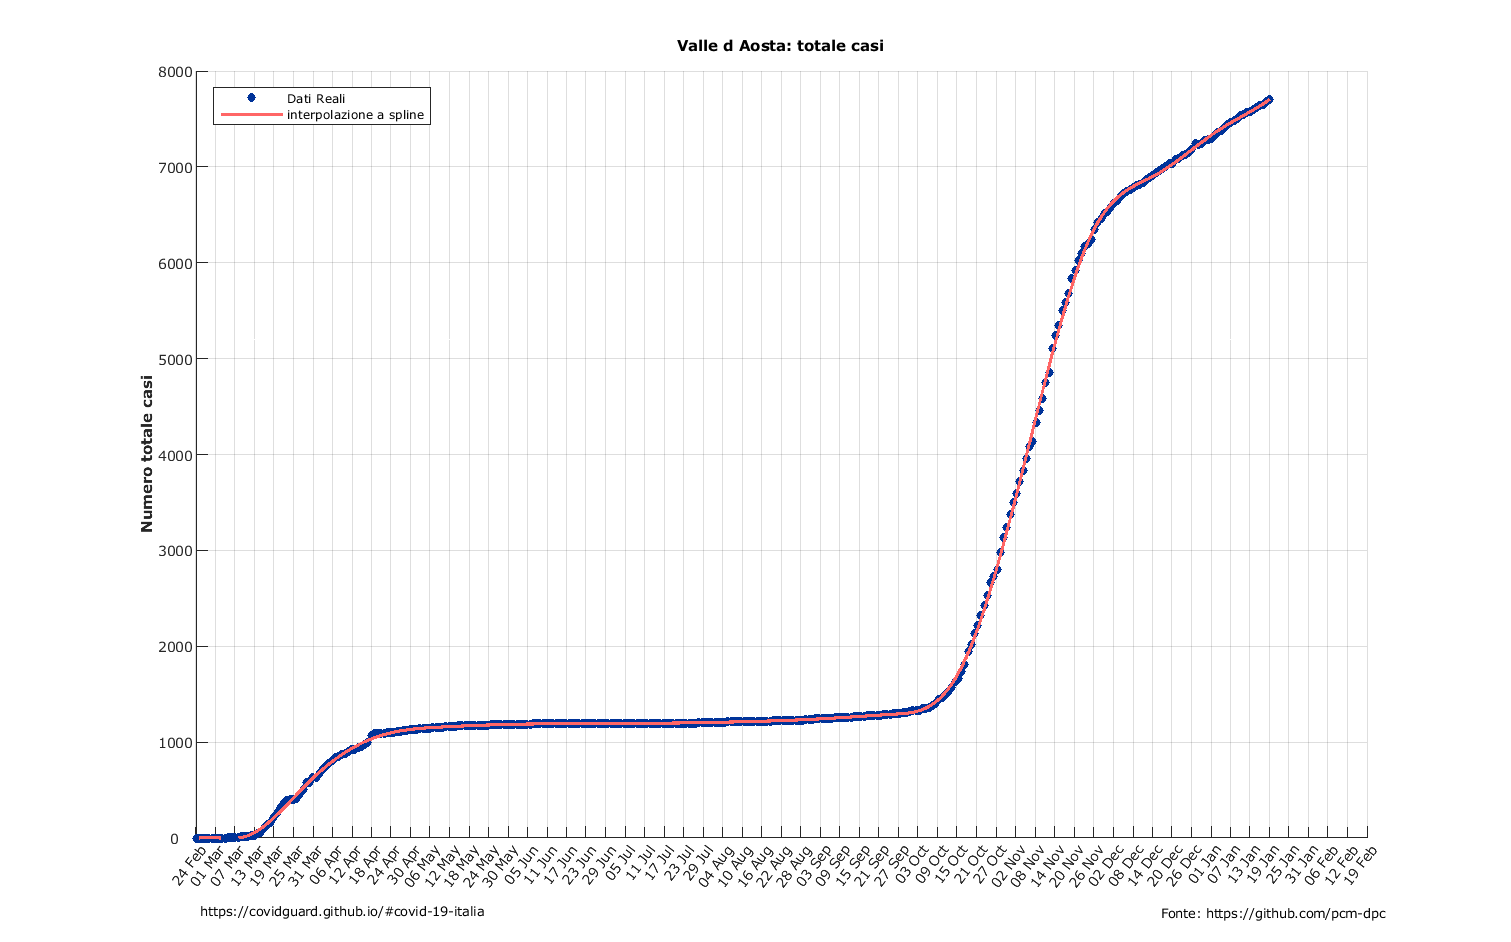 Valle d Aosta: totale casi
Dati Reali
interpolazione a spline
Numero totale casi
8000
7000
6000
5000
4000
3000
2000
1000
0
24 Feb
01 Mar
07 Mar
13 Mar
19 Mar
25 Mar
31 Mar
06 Apr
12 Apr
18 Apr
24 Apr
30 Apr
06 May
12 May
18 May
24 May
30 May
05 Jun
11 Jun
17 Jun
23 Jun
29 Jun
05 Jul
11 Jul
17 Jul
23 Jul
29 Jul
04 Aug
10 Aug
16 Aug
22 Aug
28 Aug
03 Sep
09 Sep
15 Sep
21 Sep
27 Sep
03 Oct
09 Oct
15 Oct
21 Oct
27 Oct
02 Nov
08 Nov
14 Nov
20 Nov
26 Nov
02 Dec
08 Dec
14 Dec
20 Dec
26 Dec
01 Jan
07 Jan
13 Jan
19 Jan
25 Jan
31 Jan
06 Feb
12 Feb
19 Feb
https://covidguard.github.io/#covid-19-italia
Fonte: https://github.com/pcm-dpc